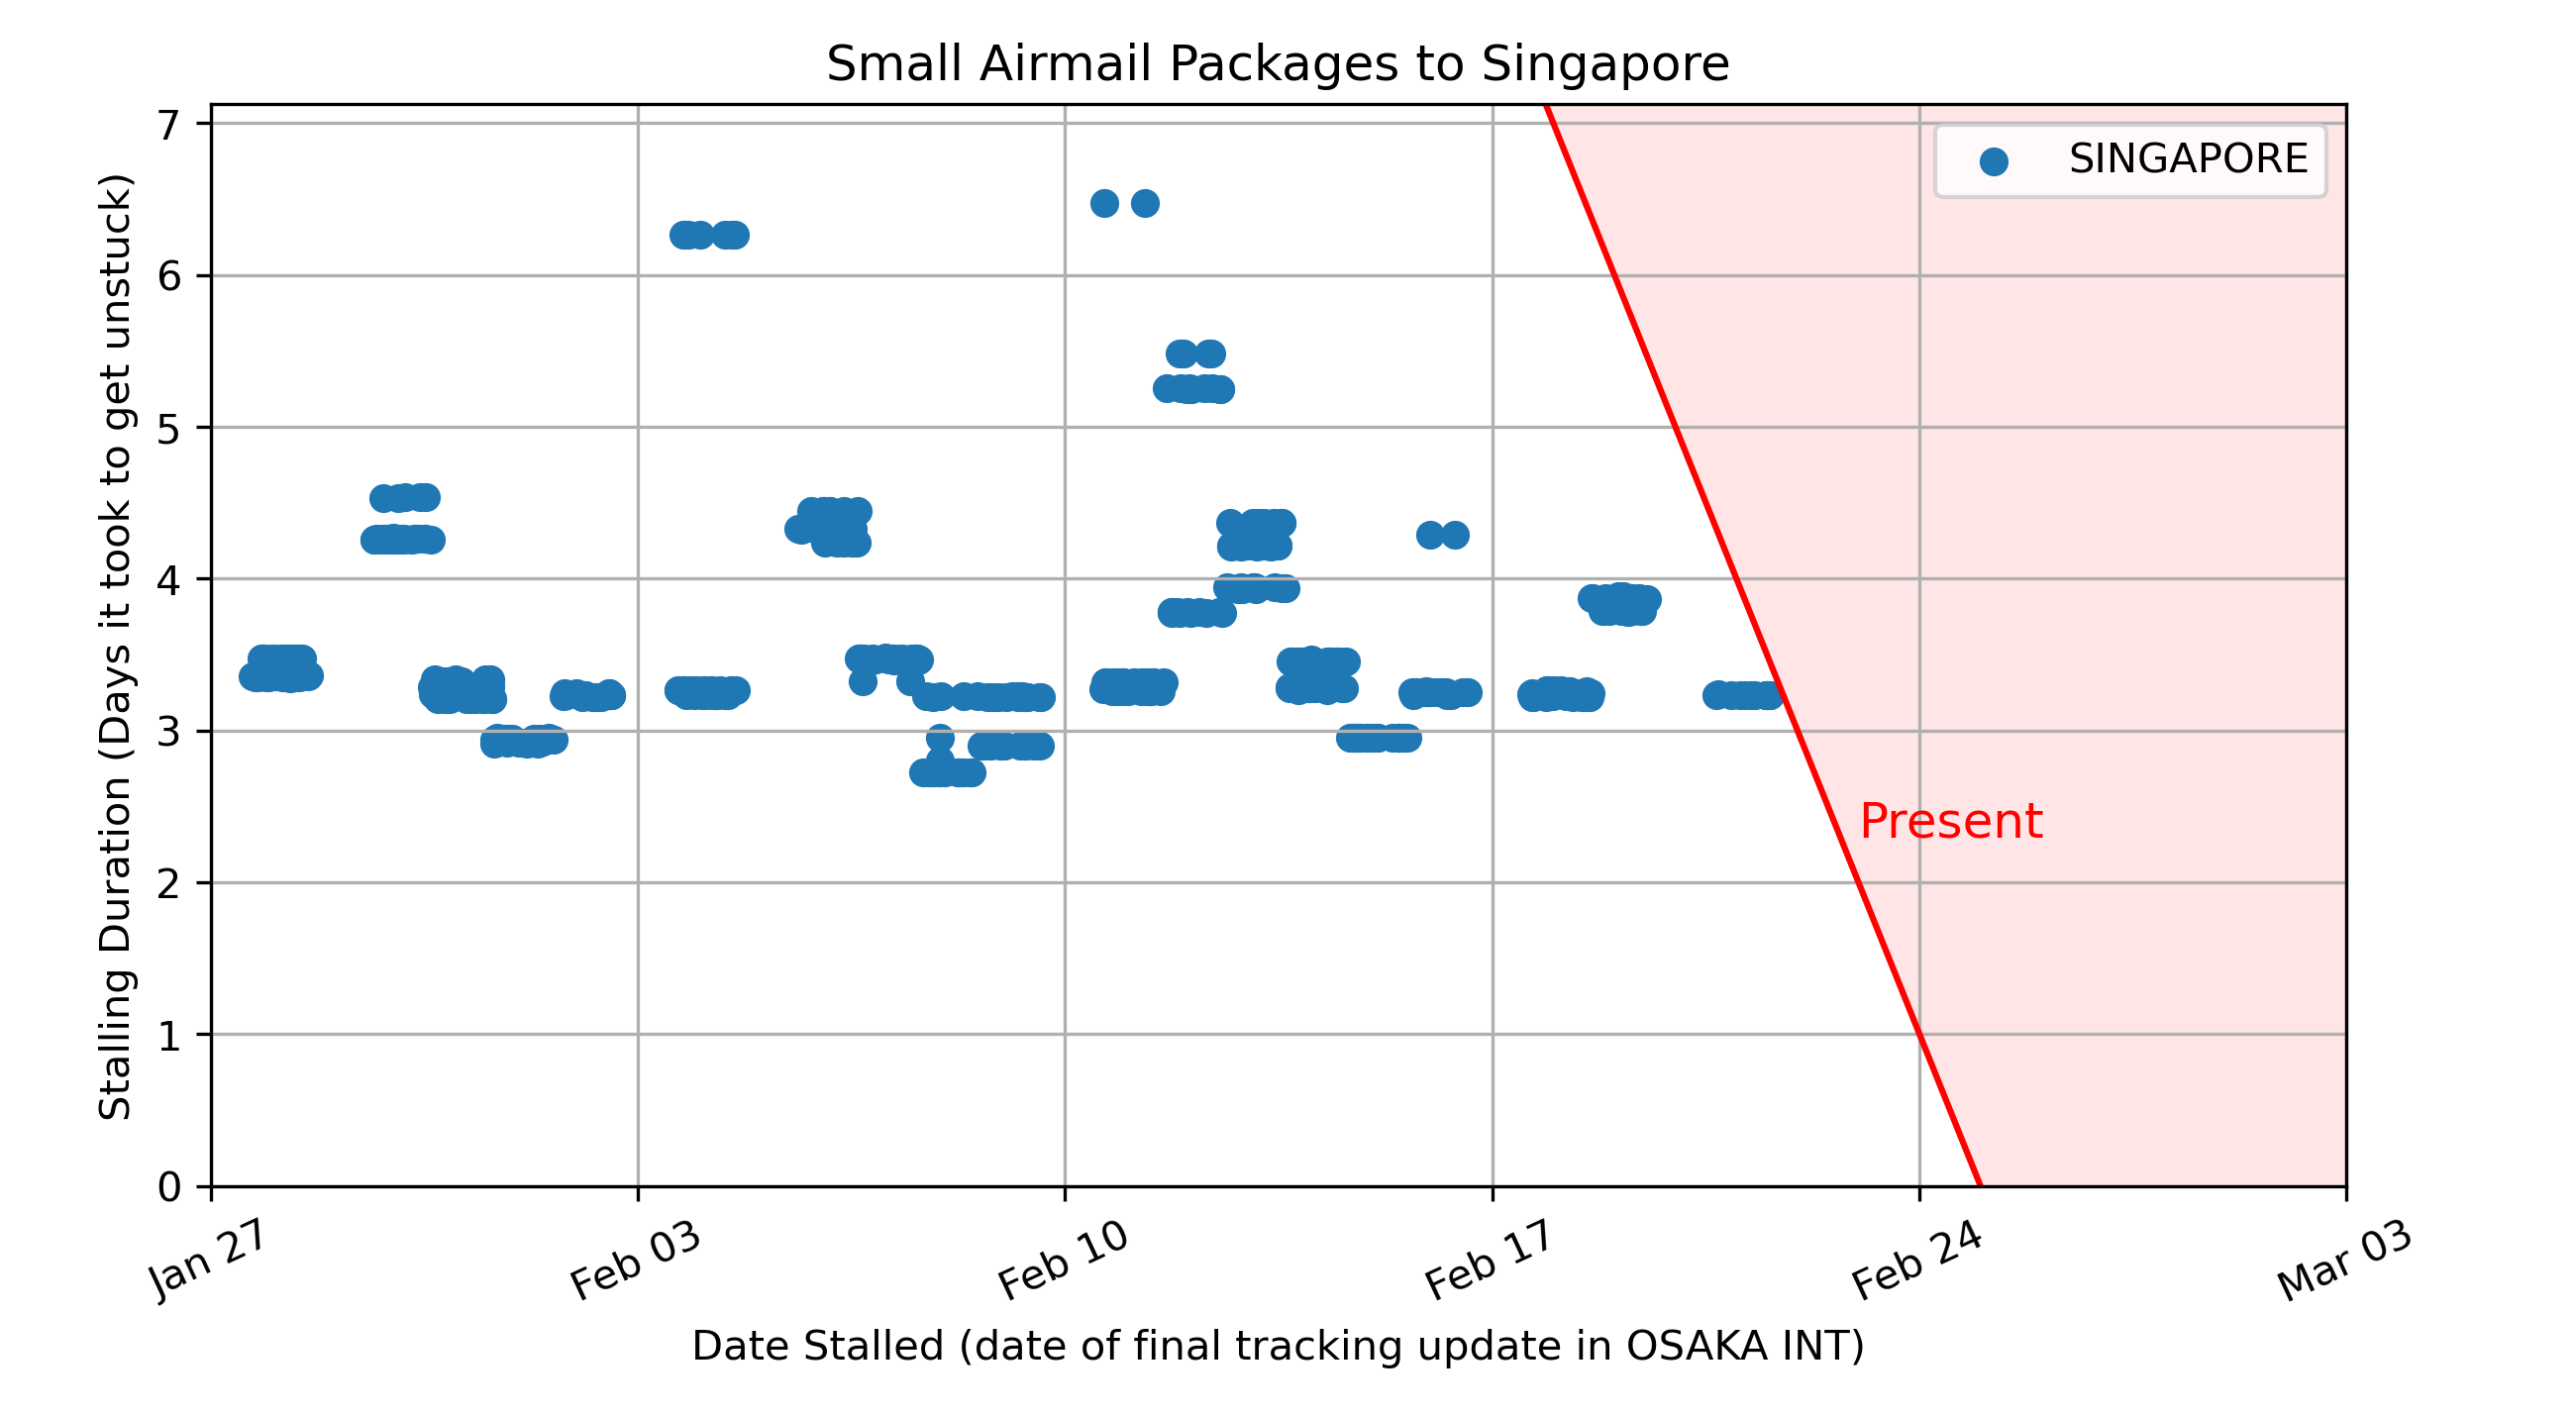 Small Airmail Packages to Singapore
Stalling Duration (Days it took to get unstuck)
7
6
5
4
3
2
1
0
SINGAPORE
Present
Jan 27
Feb 03
Feb 10
Feb 17
Feb 24
Mar 03
Date Stalled (date of final tracking update in OSAKA INT)